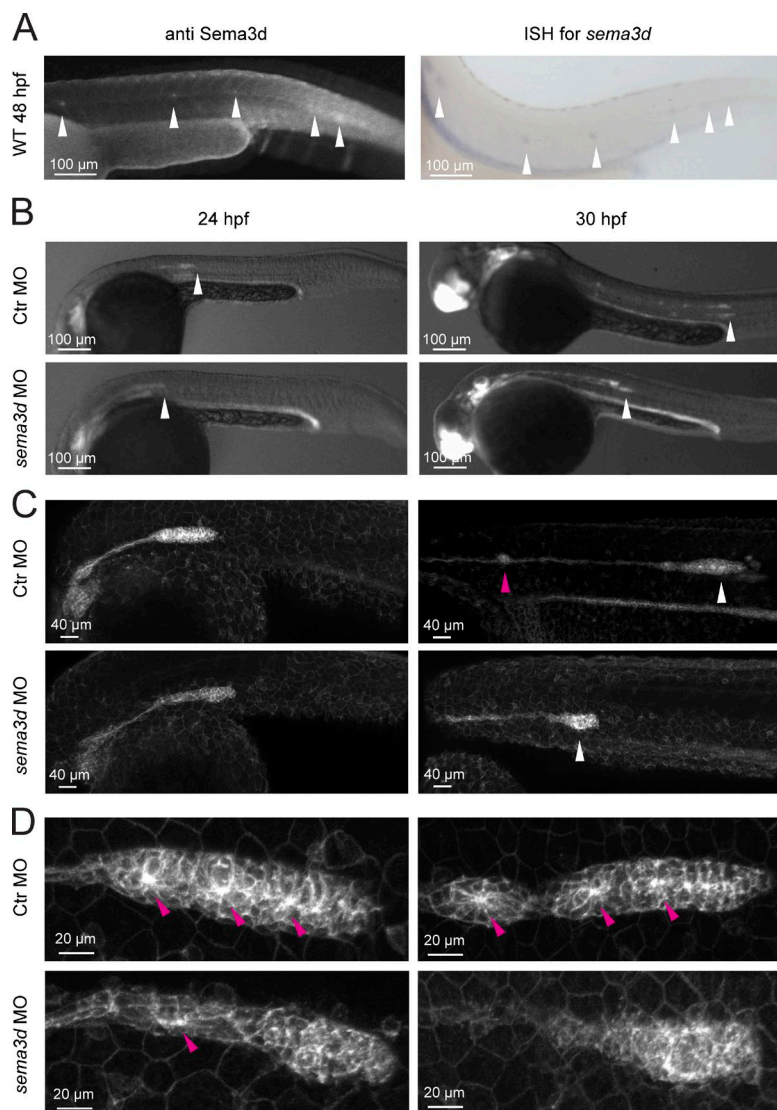 A
anti Sema3d
ISH for sema3d
WT 48 hpf
100 µm
100 µm
B
24 hpf
30 hpf
Ctr MO
100 µm
100 µm
sema3d MO
100 µm
100 µm
C
Ctr MO
40 µm
40 µm
sema3d MO
40 µm
40 µm
D
Ctr MO
20 µm
20 µm
sema3d MO
20 µm
20 µm